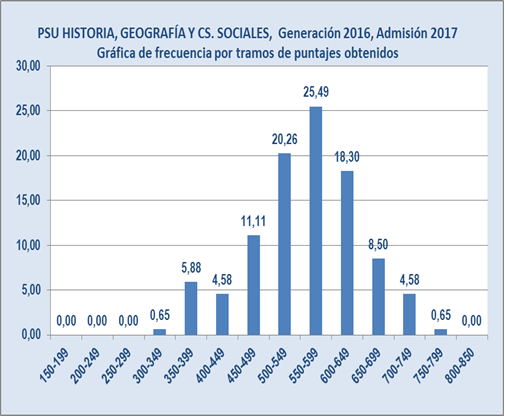 PSU HISTORIA, GEOGRAFÍA Y CS. SOCIALES, Generación 2016, Admisión 2017
Gráfica de frecuencia por tramos de puntajes obtenidos
30,00
25,00
20,00
15,00
10,00
5,00
0,00
0,00 0,00 0,00 0,65 5,88 4,58 11,11 20,26 25,49 18,30 8,50 4,58 0,65 0,00
150-199 200-249 250-299 300-349 350-399 400-449 450-499 500-549 550-599 600-649 650-699 700-749 750-799 800-850